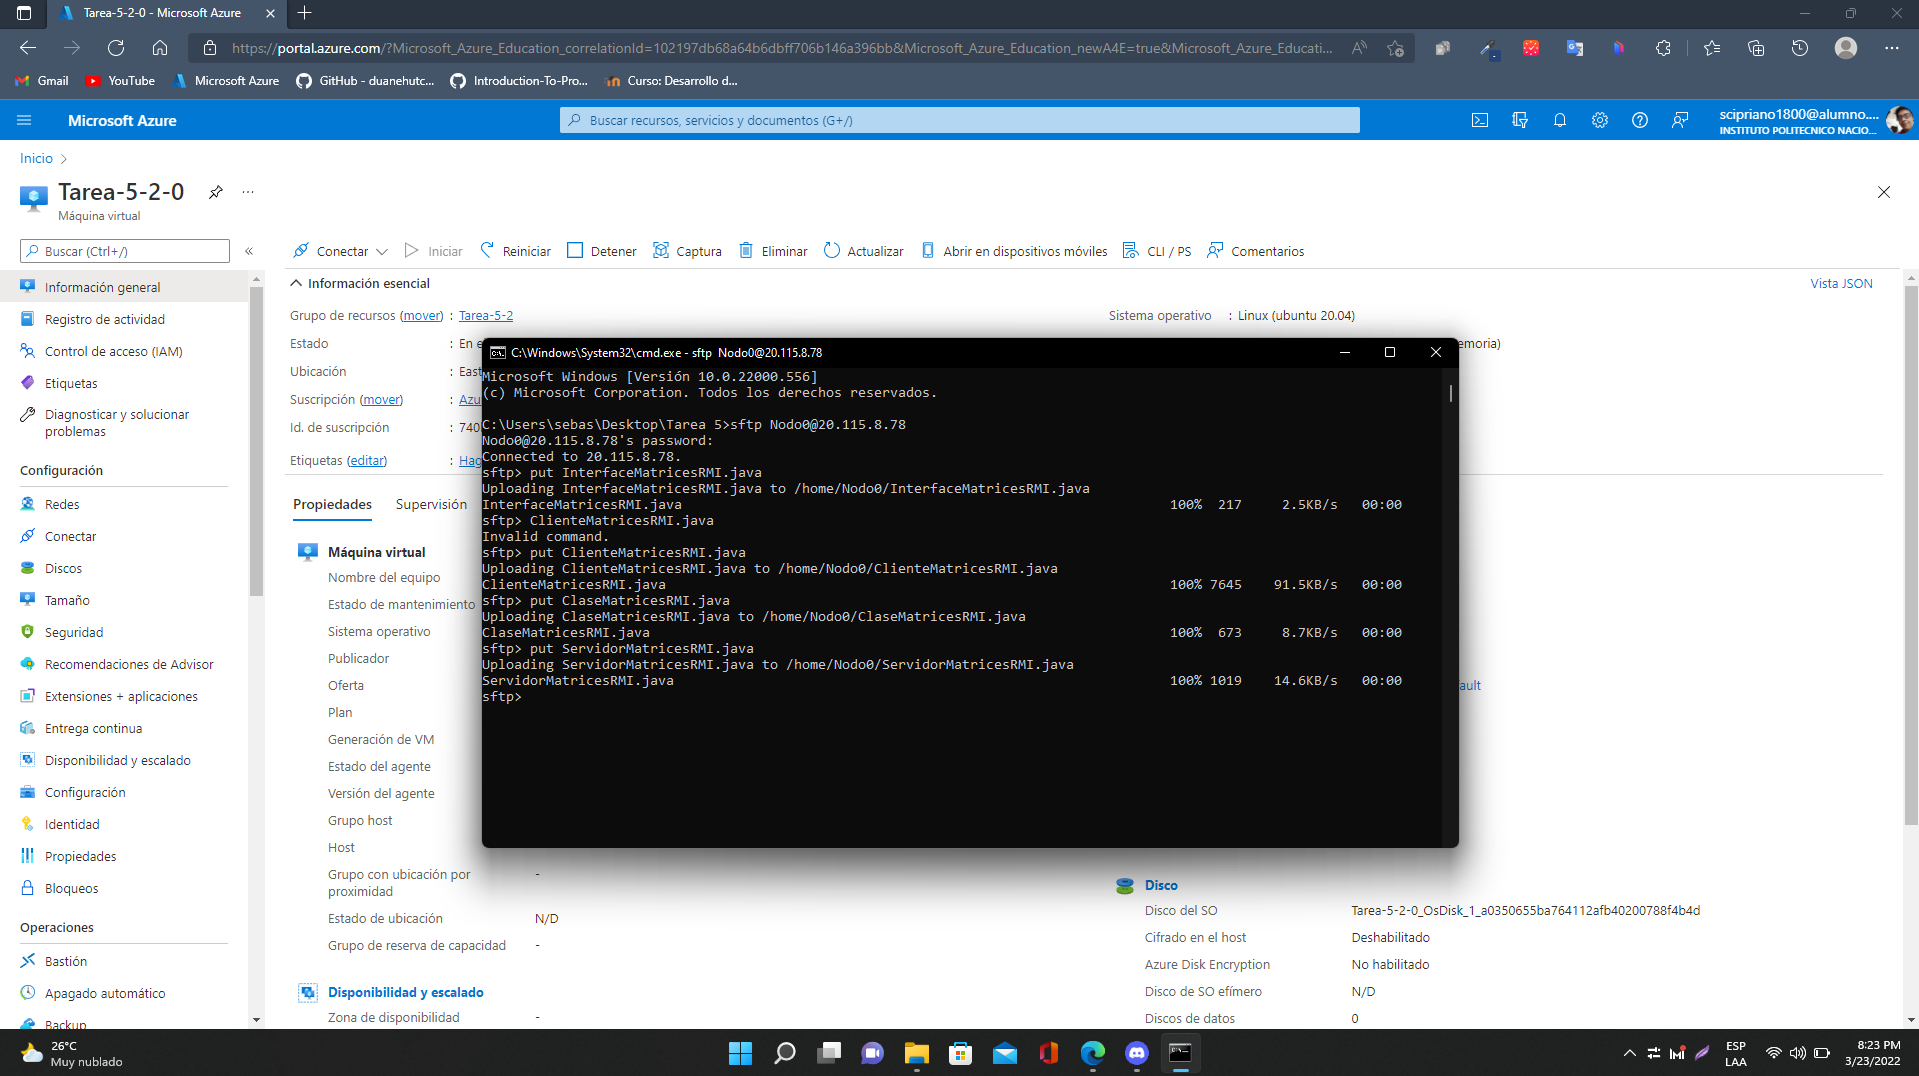 Tarea-5-2-0 - Microsoft Azure
https://portal.azure.com/?Microsoft_Azure_Education_correlationId=102197db68a64b6dbff706b146a396bb&Microsoft_Azure_Education_newA4E=true&Microsoft_Azure_Educati...
Gmail
YouTube
Microsoft Azure
GitHub - duanehutc...
Introduction-To-Pro...
Curso: Desarrollo d...
Microsoft Azure
Buscar recursos, servicios y documentos (G+/)
scipriano1800@alumno....
INSTITUTO POLITECNICO NACIO...
Inicio
Tarea-5-2-0
Máquina virtual
Buscar (Ctrl+/)
Conectar
Iniciar
Reiniciar
Detener
Captura
Eliminar
Actualizar
Abrir en dispositivos móviles
CLI / PS
Comentarios
Información general
Registro de actividad
Control de acceso (IAM)
Etiquetas
Diagnosticar y solucionar
problemas
Configuración
Redes
Conectar
Discos
Tamaño
Seguridad
Recomendaciones de Advisor
Extensiones + aplicaciones
Entrega continua
Disponibilidad y escalado
Configuración
Identidad
Propiedades
Bloqueos
Operaciones
Bastión
Apagado automático
Backup
Información esencial
Vista JSON
Grupo de recursos (mover) : Tarea-5-2
Estado : En e
Ubicación : East
Suscripción (mover) : Azu
Id. de suscripción : 740
Etiquetas (editar) : Hag
Sistema operativo : Linux (ubuntu 20.04)
emoria)
Propiedades
Supervisión
Máquina virtual
Nombre del equipo
Estado de mantenimiento
Sistema operativo
Publicador
Oferta
Plan
Generación de VM
Estado del agente
Versión del agente
Grupo host
Host
Grupo con ubicación por
proximidad -
Estado de ubicación N/D
Grupo de reserva de capacidad -
Disponibilidad y escalado
Zona de disponibilidad -
ault
Disco
Disco del SO Tarea-5-2-0_OsDisk_1_a0350655ba764112afb40200788f4b4d
Cifrado en el host Deshabilitado
Azure Disk Encryption No habilitado
Disco de SO efímero N/D
Discos de datos 0
C:\Windows\System32\cmd.exe - sftp Nodo0@20.115.8.78
Microsoft Windows [Versión 10.0.22000.556]
(c) Microsoft Corporation. Todos los derechos reservados.
C:\Users\sebas\Desktop\Tarea 5>sftp Nodo0@20.115.8.78
Nodo0@20.115.8.78's password:
Connected to 20.115.8.78.
sftp> put InterfaceMatricesRMI.java
Uploading InterfaceMatricesRMI.java to /home/Nodo0/InterfaceMatricesRMI.java
InterfaceMatricesRMI.java 100% 217 2.5KB/s 00:00
sftp> ClienteMatricesRMI.java
Invalid command.
sftp> put ClienteMatricesRMI.java
Uploading ClienteMatricesRMI.java to /home/Nodo0/ClienteMatricesRMI.java
ClienteMatricesRMI.java 100% 7645 91.5KB/s 00:00
sftp> put ClaseMatricesRMI.java
Uploading ClaseMatricesRMI.java to /home/Nodo0/ClaseMatricesRMI.java
ClaseMatricesRMI.java 100% 673 8.7KB/s 00:00
sftp> put ServidorMatricesRMI.java
Uploading ServidorMatricesRMI.java to /home/Nodo0/ServidorMatricesRMI.java
ServidorMatricesRMI.java 100% 1019 14.6KB/s 00:00
sftp>
26°C
Muy nublado
ESP
LAA
8:23 PM
3/23/2022